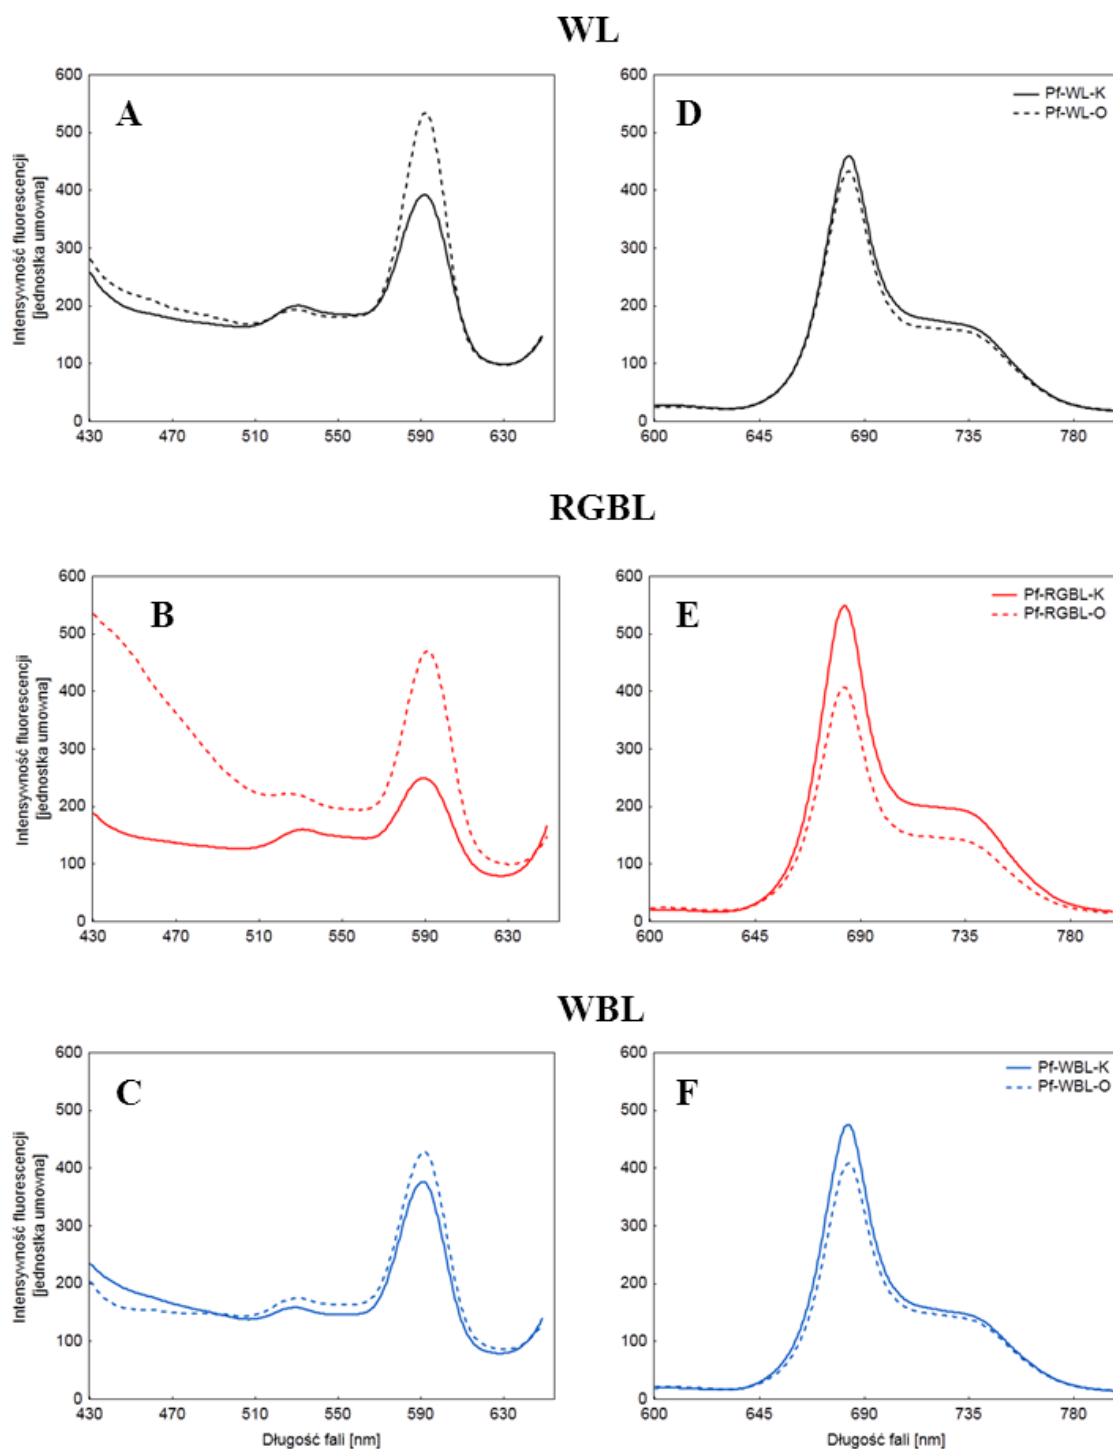 WL
A
Intensywność fluorescencji
[jednostka umowna]
600
500
400
300
200
100
0
430 470 510 550 590 630
D
Pf-WL-K
Pf-WL-O
600
500
400
300
200
100
0
600 645 690 735 780
RGBL
B
Intensywność fluorescencji
[jednostka umowna]
600
500
400
300
200
100
0
430 470 510 550 590 630
E
Pf-RGBL-K
Pf-RGBL-O
600
500
400
300
200
100
0
600 645 690 735 780
WBL
C
Intensywność fluorescencji
[jednostka umowna]
600
500
400
300
200
100
0
430 470 510 550 590 630
Długość fali [nm]
F
Pf-WBL-K
Pf-WBL-O
600
500
400
300
200
100
0
600 645 690 735 780
Długość fali [nm]